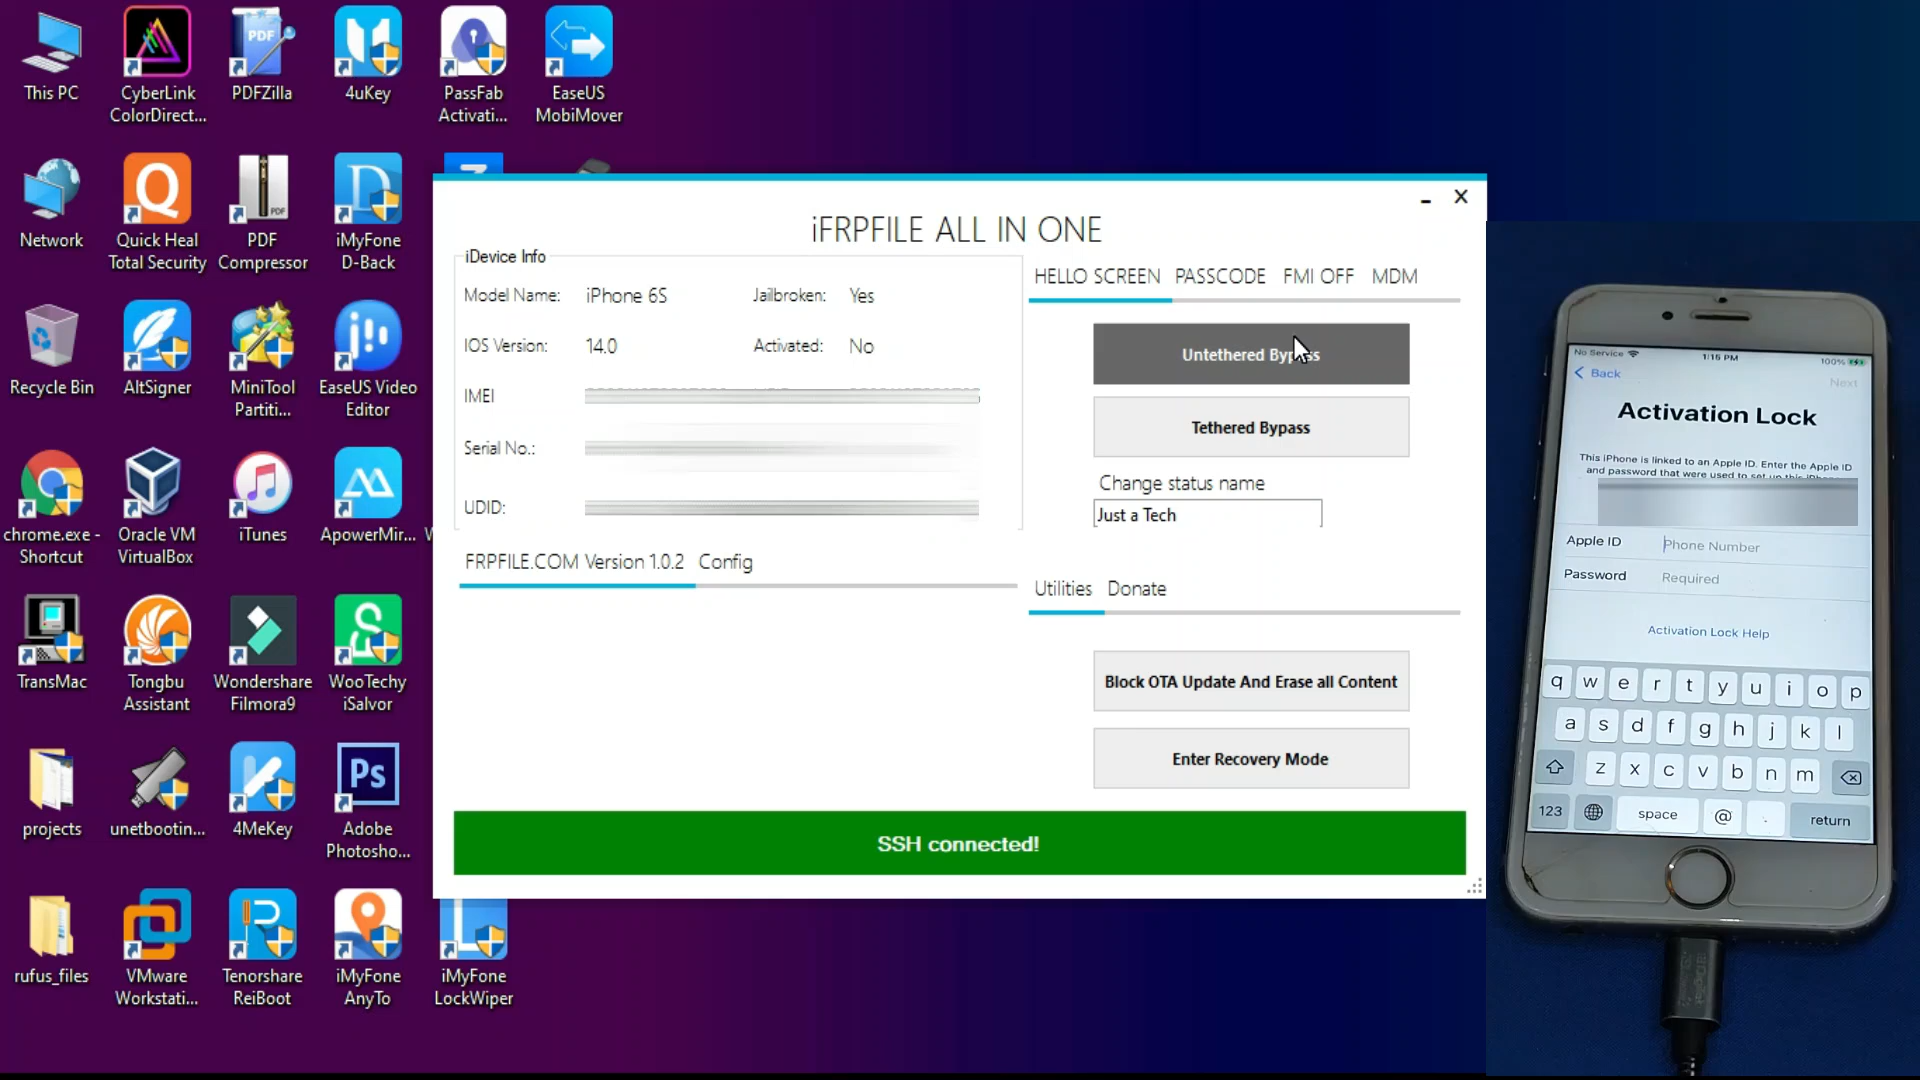 This PC
CyberLink
ColorDirect...
PDFZilla
4uKey
PassFab
Activati...
EaseUS
MobiMover
Network
Quick Heal
Total Security
PDF
Compressor
iMyFone
D-Back
Recycle Bin
AltSigner
MiniTool
Partiti...
EaseUS Video
Editor
chrome.exe -
Shortcut
Oracle VM
VirtualBox
iTunes
ApowerMir...
TransMac
Tongbu
Assistant
Wondershare
Filmora9
WooTechy
iSalvor
projects
unetbootin...
4MeKey
Adobe
Photosho...
rufus_files
VMware
Workstati...
Tenorshare
ReiBoot
iMyFone
AnyTo
iMyFone
LockWiper
PDF
PDF
Ps
iFRPFILE ALL IN ONE
iDevice Info
Model Name: iPhone 6S Jailbroken: Yes
IOS Version: 14.0 Activated: No
IMEI
Serial No.:
UDID:
FRPFILE.COM Version 1.0.2 Config
HELLO SCREEN PASSCODE FMI OFF MDM
Untethered Bypass
Tethered Bypass
Change status name
Just a Tech
Utilities Donate
Block OTA Update And Erase all Content
Enter Recovery Mode
SSH connected!
No Service 1:15 PM 100%
Back Next
Activation Lock
This iPhone is linked to an Apple ID. Enter the Apple ID
and password that were used to set up this iPhone
Apple ID Phone Number
Password Required
Activation Lock Help
q w e r t y u i o p
a s d f g h j k l
z x c v b n m
123 space @ . return